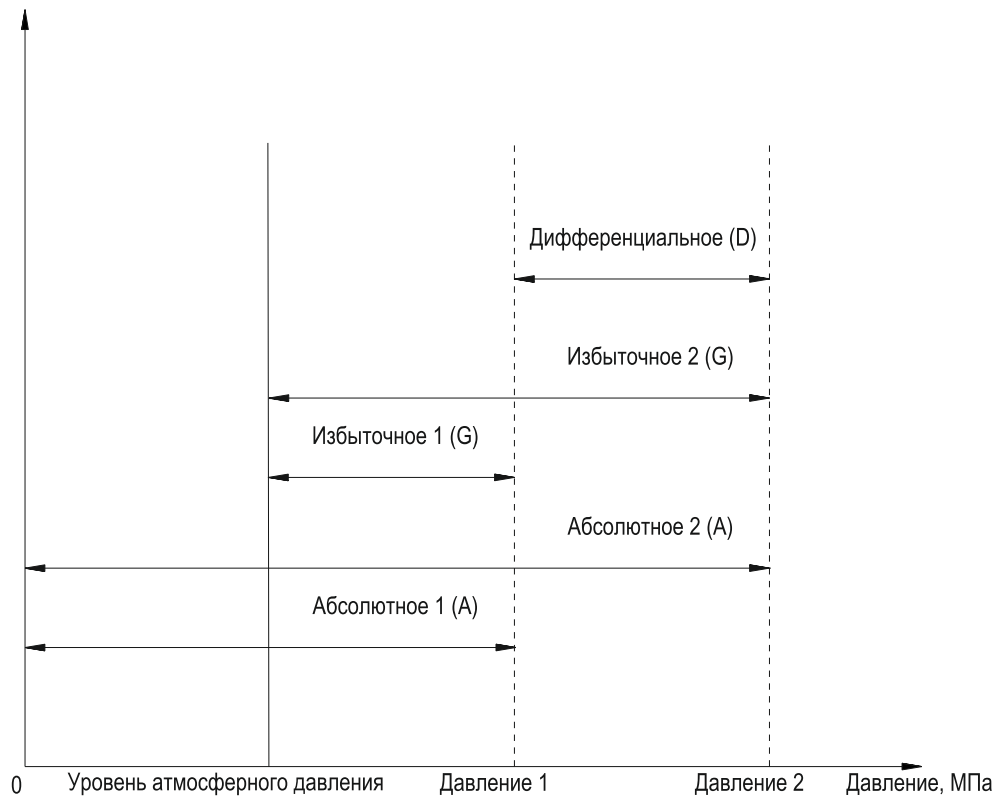 Дифференциальное (D)
Избыточное 2 (G)
Избыточное 1 (G)
Абсолютное 2 (A)
Абсолютное 1 (A)
0 Уровень атмосферного давления Давление 1 Давление 2 Давление, МПа